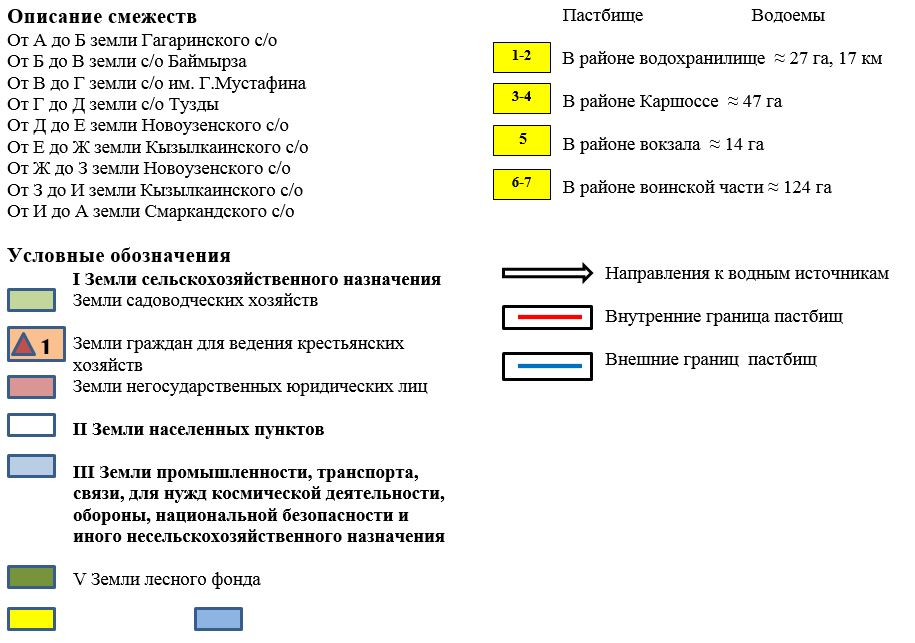 Описание смежеств
От А до Б земли Гагаринского с/о
От Б до В земли с/о Баймырза
От В до Г земли с/о им. Г.Мустафина
От Г до Д земли с/о Тузды
От Д до Е земли Новоузенского с/о
От Е до Ж земли Кызылкаинского с/о
От Ж до З земли Новоузенского с/о
От З до И земли Кызылкаинского с/о
От И до А земли Смаркандского с/о
Условные обозначения
I Земли сельскохозяйственного назначения
Земли садоводческих хозяйств
1 Земли граждан для ведения крестьянских
хозяйств
Земли негосударственных юридических лиц
II Земли населенных пунктов
III Земли промышленности, транспорта,
связи, для нужд космической деятельности,
обороны, национальной безопасности и
иного несельскохозяйственного назначения
V Земли лесного фонда
Пастбище Водоемы
1-2 В районе водохранилище ≈ 27 га, 17 км
3-4 В районе Каршоссе ≈ 47 га
5 В районе вокзала ≈ 14 га
6-7 В районе воинской части ≈ 124 га
Направления к водным источникам
Внутренние граница пастбищ
Внешние границ пастбищ